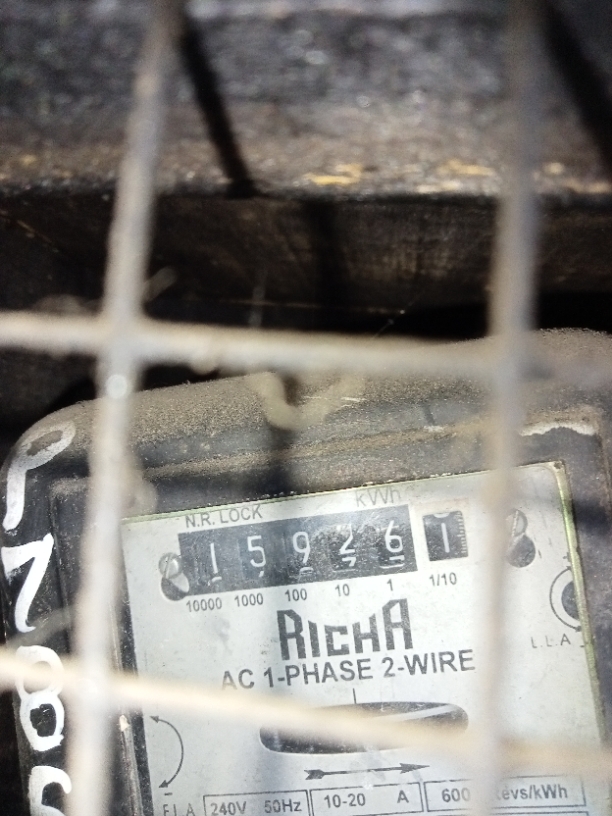 N.R. LOCK kWh
1 5 9 2 6 1
10000 1000 100 10 1 1/10
RICHA
AC 1-PHASE 2-WIRE
L.L.A
F.L.A 240V 50Hz 10-20 A 600 Revs/kWh